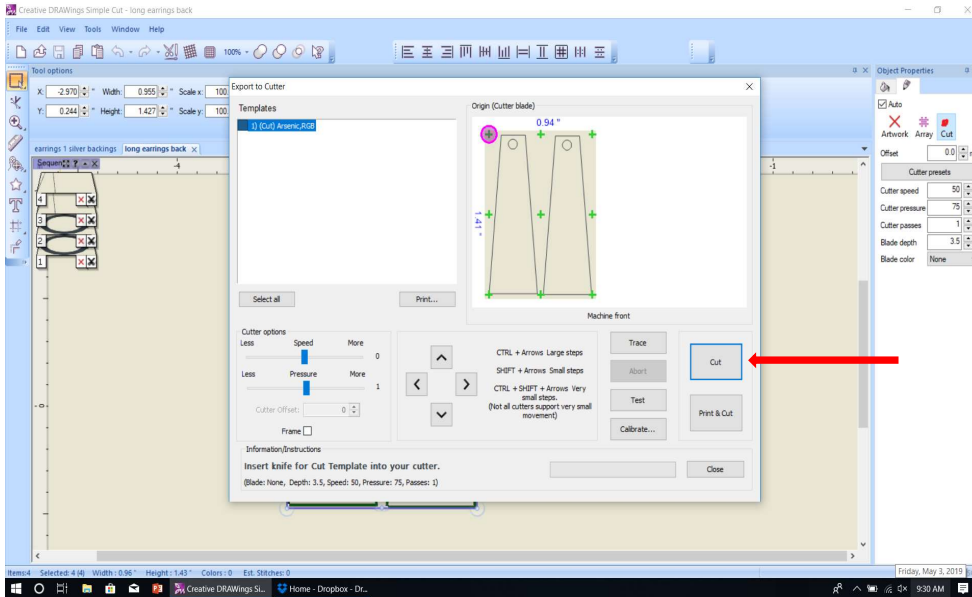 Creative DRAWings Simple Cut - long earrings back
File Edit View Tools Window Help
100%
Tool options
X: -2.970 " Width: 0.955 " Scale x: 100
Y: 0.244 " Height: 1.427 " Scale y: 100
earrings 1 silver backings long earrings back x
Sequen
-4
-1
4
3
2
1
-0-
Export to Cutter
Templates
1) (Cut) Arsenic,RGB
Select all
Print...
Origin (Cutter blade)
0.94 "
1.41 "
Machine front
Cutter options
Less Speed More
0
Less Pressure More
1
Cutter Offset: 0
Frame
CTRL + Arrows Large steps
SHIFT + Arrows Small steps
CTRL + SHIFT + Arrows Very
small steps.
(Not all cutters support very small
movement)
Trace
Abort
Test
Calibrate...
Cut
Print & Cut
Information/Instructions
Insert knife for Cut Template into your cutter.
(Blade: None, Depth: 3.5, Speed: 50, Pressure: 75, Passes: 1)
Close
Object Properties
Auto
Artwork Array Cut
Offset 0.0
Cutter presets
Cutter speed 50
Cutter pressure 75
Cutter passes 1
Blade depth 3.5
Blade color None
Items:4 Selected: 4 (4) Width : 0.96 " Height : 1.43 " Colors : 0 Est. Stitches: 0
Friday, May 3, 2019
Creative DRAWings Si... Home - Dropbox - Dr...
9:30 AM